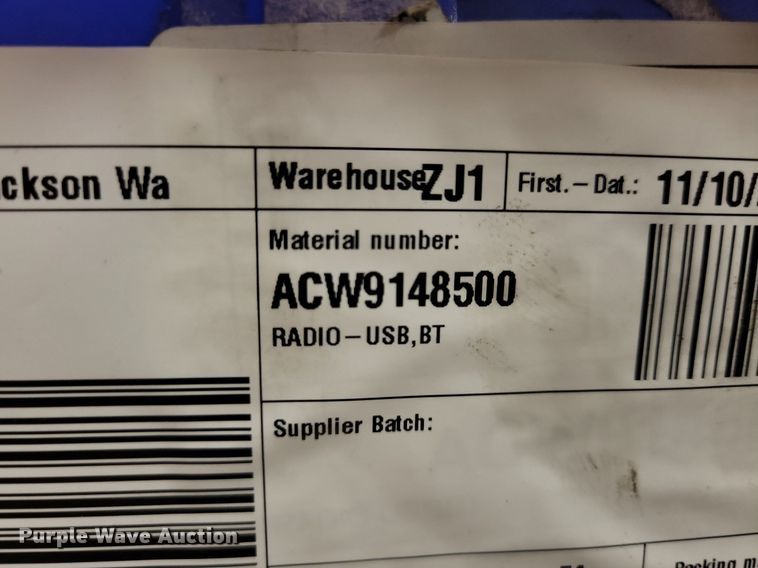 ckson Wa
Warehouse ZJ1
First.-Dat.: 11/10/
Material number:
ACW9148500
RADIO-USB,BT
Supplier Batch:
Purple Wave Auction